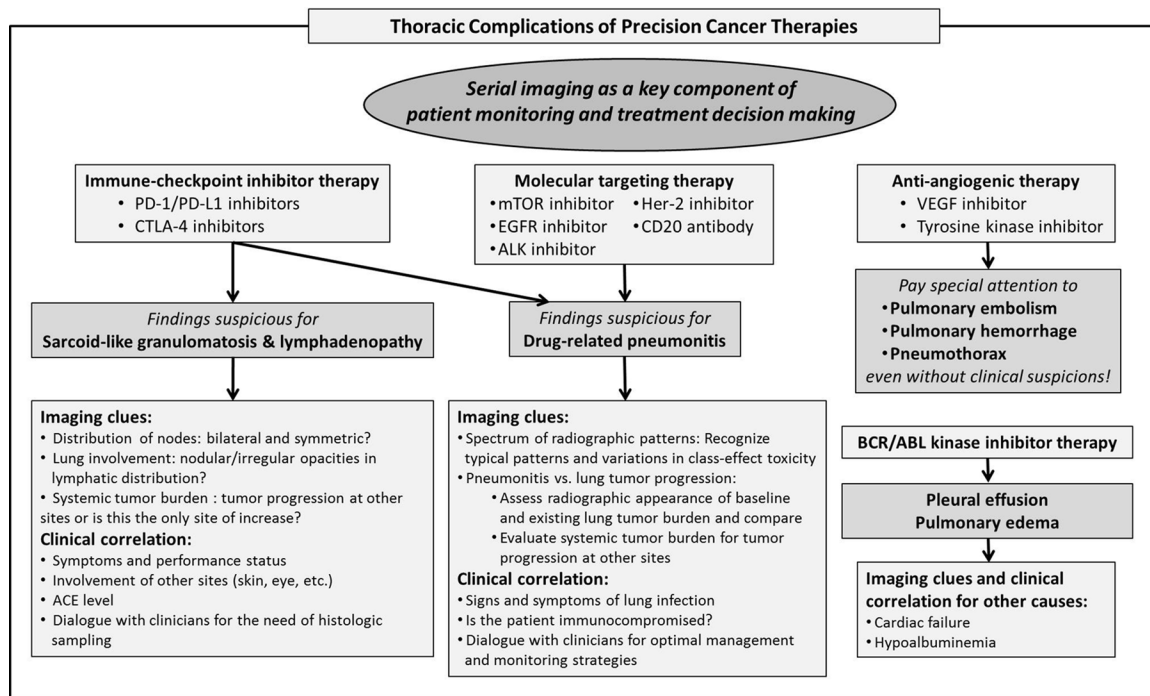 Thoracic Complications of Precision Cancer Therapies
Serial imaging as a key component of
patient monitoring and treatment decision making
Immune-checkpoint inhibitor therapy
• PD-1/PD-L1 inhibitors
• CTLA-4 inhibitors
Molecular targeting therapy
•mTOR inhibitor •Her-2 inhibitor
•EGFR inhibitor •CD20 antibody
•ALK inhibitor
Anti-angiogenic therapy
• VEGF inhibitor
• Tyrosine kinase inhibitor
Findings suspicious for
Sarcoid-like granulomatosis & lymphadenopathy
Findings suspicious for
Drug-related pneumonitis
Pay special attention to
•Pulmonary embolism
•Pulmonary hemorrhage
•Pneumothorax
even without clinical suspicions!
Imaging clues:
• Distribution of nodes: bilateral and symmetric?
• Lung involvement: nodular/irregular opacities in
lymphatic distribution?
• Systemic tumor burden : tumor progression at other
sites or is this the only site of increase?
Clinical correlation:
• Symptoms and performance status
• Involvement of other sites (skin, eye, etc.)
• ACE level
• Dialogue with clinicians for the need of histologic
sampling
Imaging clues:
• Spectrum of radiographic patterns: Recognize
typical patterns and variations in class-effect toxicity
• Pneumonitis vs. lung tumor progression:
• Assess radiographic appearance of baseline
and existing lung tumor burden and compare
• Evaluate systemic tumor burden for tumor
progression at other sites
Clinical correlation:
• Signs and symptoms of lung infection
• Is the patient immunocompromised?
• Dialogue with clinicians for optimal management
and monitoring strategies
BCR/ABL kinase inhibitor therapy
Pleural effusion
Pulmonary edema
Imaging clues and clinical
correlation for other causes:
• Cardiac failure
• Hypoalbuminemia